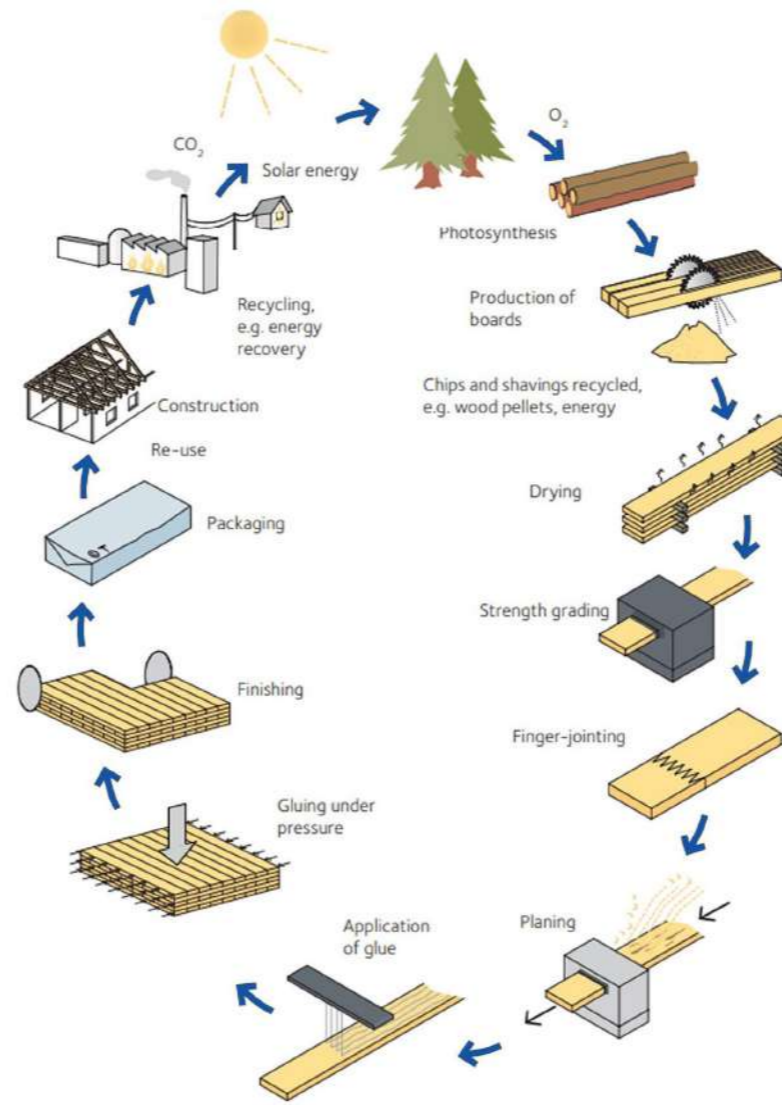 CO₂
Solar energy
O₂
Photosynthesis
Production of
boards
Chips and shavings recycled,
e.g. wood pellets, energy
Drying
Strength grading
Finger-jointing
Planing
Application
of glue
Gluing under
pressure
Finishing
Packaging
Re-use
Construction
Recycling,
e.g. energy
recovery